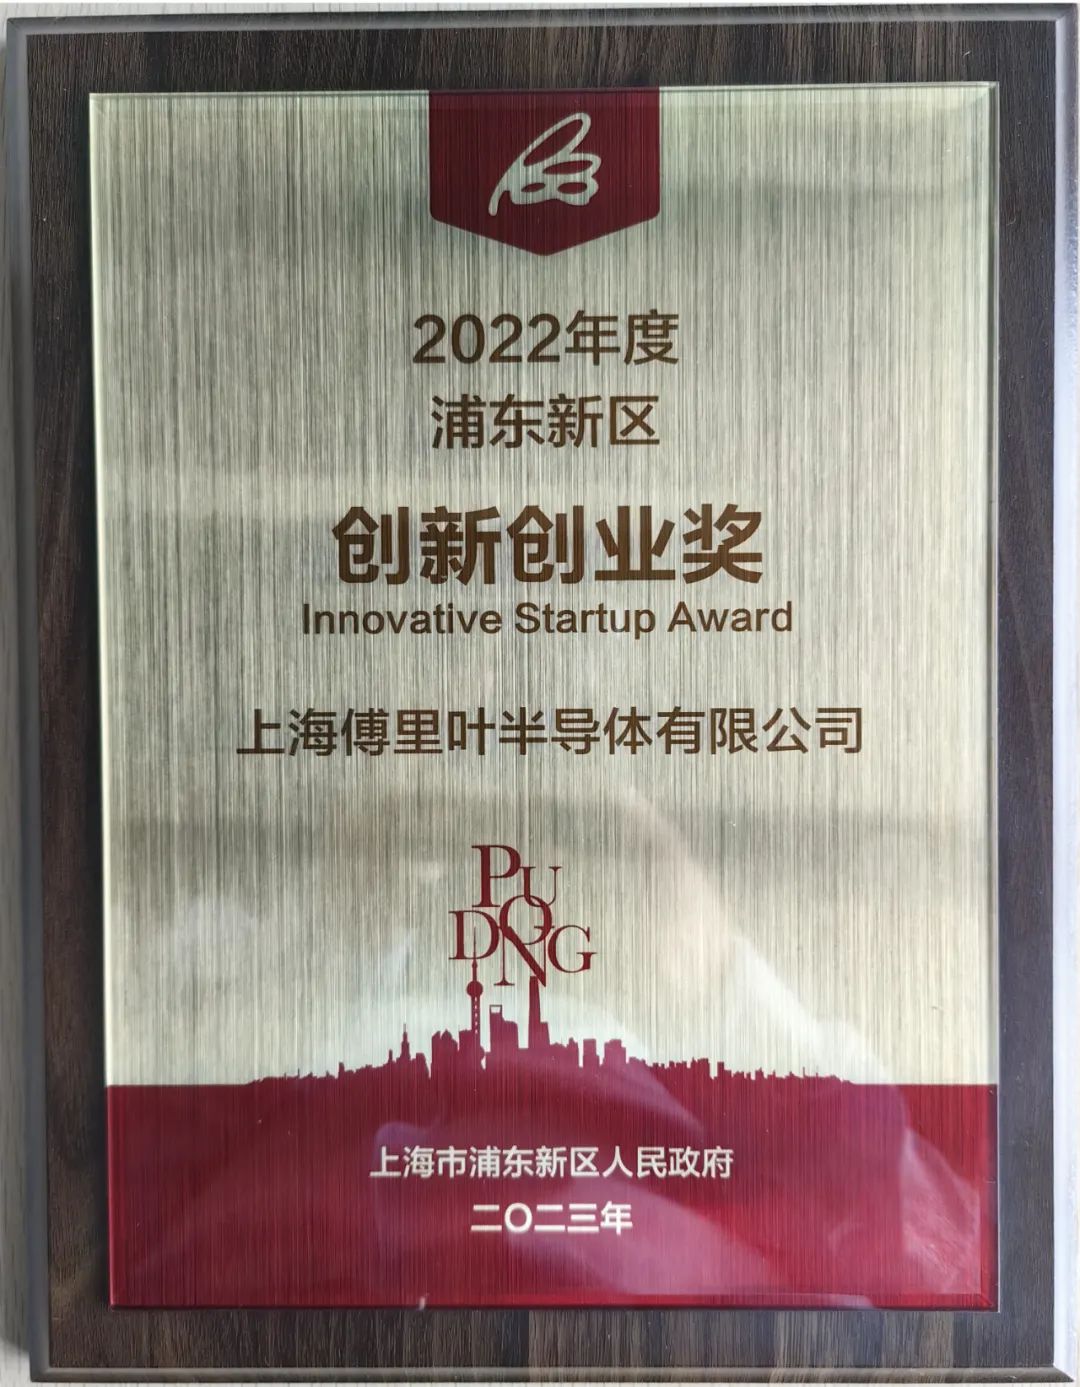 2022年度
浦东新区
创新创业奖
Innovative Startup Award
上海傅里叶半导体有限公司
PU
DONG
上海市浦东新区人民政府
二〇二三年